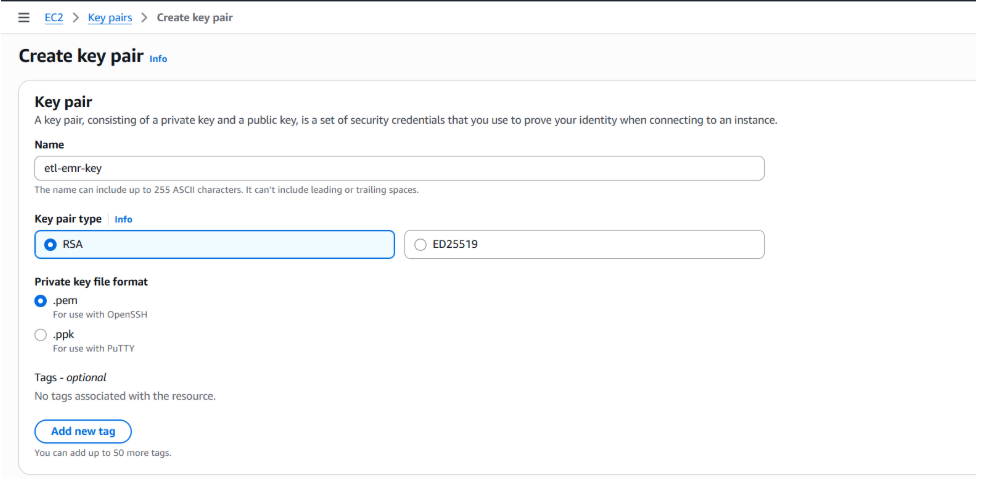 EC2 > Key pairs > Create key pair
Create key pair Info
Key pair
A key pair, consisting of a private key and a public key, is a set of security credentials that you use to prove your identity when connecting to an instance.
Name
etl-emr-key
The name can include up to 255 ASCII characters. It can't include leading or trailing spaces.
Key pair type Info
RSA
ED25519
Private key file format
.pem
For use with OpenSSH
.ppk
For use with PuTTY
Tags - optional
No tags associated with the resource.
Add new tag
You can add up to 50 more tags.